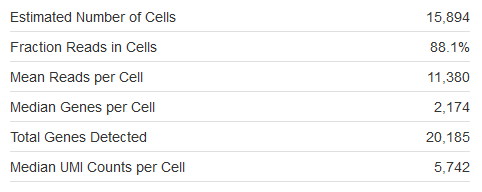 Estimated Number of Cells 15,894
Fraction Reads in Cells 88.1%
Mean Reads per Cell 11,380
Median Genes per Cell 2,174
Total Genes Detected 20,185
Median UMI Counts per Cell 5,742